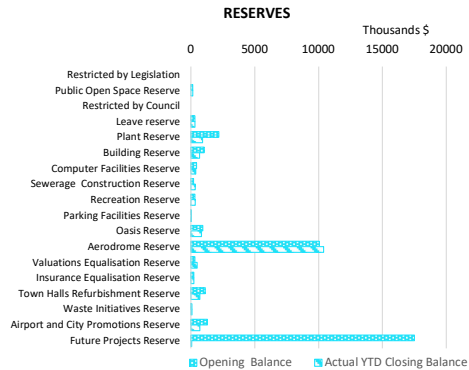 RESERVES
Thousands $
0 5000 10000 15000 20000
Restricted by Legislation
Public Open Space Reserve
Restricted by Council
Leave reserve
Plant Reserve
Building Reserve
Computer Facilities Reserve
Sewerage Construction Reserve
Recreation Reserve
Parking Facilities Reserve
Oasis Reserve
Aerodrome Reserve
Valuations Equalisation Reserve
Insurance Equalisation Reserve
Town Halls Refurbishment Reserve
Waste Initiatives Reserve
Airport and City Promotions Reserve
Future Projects Reserve
Opening Balance Actual YTD Closing Balance